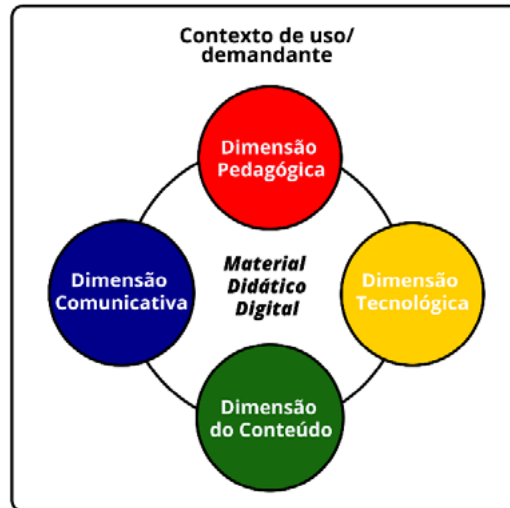 Contexto de uso/
demandante
Dimensão
Pedagógica
Dimensão
Comunicativa
Material
Didático
Digital
Dimensão
Tecnológica
Dimensão
do Conteúdo